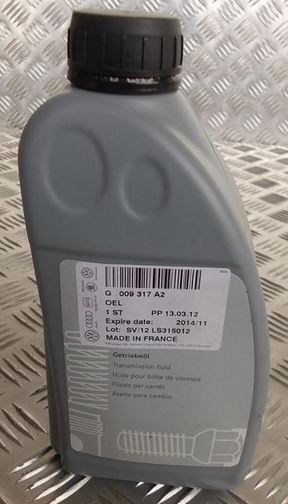 G 009 317 A2
OEL
1 ST PP 13.03.12
Expire date: 2014/11
Lot: SV/12 LS315012
MADE IN FRANCE
Getriebeöl
Transmission fluid
Huile pour boîte de vitesses
Fluido per cambi
Aceite para cambio